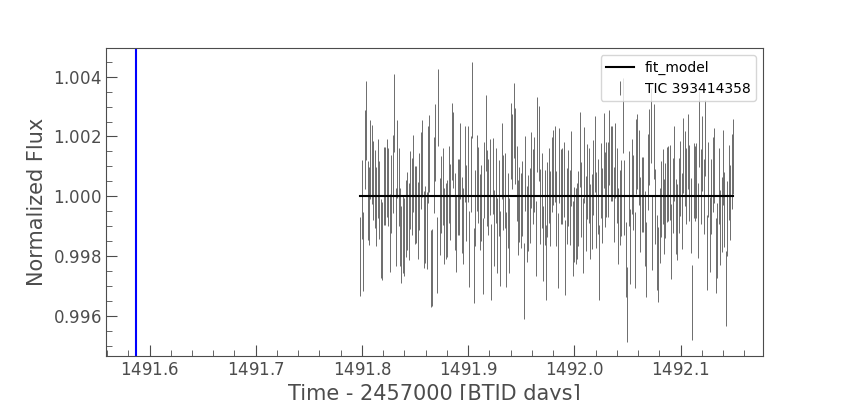 fit_model
TIC 393414358
1.004
1.002
1.000
0.998
0.996
Normalized Flux
1491.6 1491.7 1491.8 1491.9 1492.0 1492.1
Time - 2457000 [BTJD days]